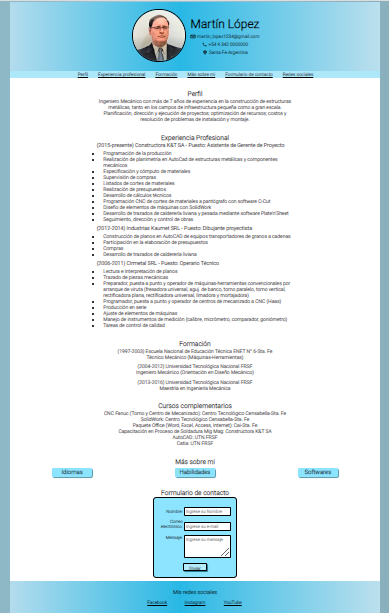 Martín López
martin_lopez1234@gmail.com
+54 9 342 0000000
Santa Fe-Argentina
Perfil Experiencia profesional Formación Más sobre mi Formulario de contacto Redes sociales
Perfil
Ingeniero Mecánico con más de 7 años de experiencia en la construcción de estructuras
metálicas, tanto en los campos de infraestructura pequeña como a gran escala.
Planificación, dirección y ejecución de proyectos; optimización de recursos; costos y
resolución de problemas de instalación y montaje.
Experiencia Profesional
(2015-presente) Constructora K&T SA - Puesto: Asistente de Gerente de Proyecto
Programación de la producción
Realización de planimetría en AutoCad de estructuras metálicas y componentes
mecánicos
Especificación y cómputo de materiales
Supervisión de compras
Listados de cortes de materiales
Realización de presupuestos
Desarrollo de cálculos técnicos
Programación CNC de cortes de materiales a pantógrafo con software C-Cut
Diseño de elementos de máquinas con SolidWork
Desarrollo de trazados de calderería liviana y pesada mediante software Plate'n'Sheet
Seguimiento, dirección y control de obras
(2012-2014) Industrias Kaumet SRL - Puesto: Dibujante proyectista
Construcción de planos en AutoCAD de equipos transportadores de granos a cadenas
Participación en la elaboración de presupuestos
Compras
Desarrollo de trazados de calderería liviana
(2006-2011) Crimetal SRL - Puesto: Operario Técnico
Lectura e interpretación de planos
Trazado de piezas mecánicas
Preparador, puesta a punto y operador de máquinas-herramientas convencionales por
arranque de viruta (fresadora universal, aguj. de banco, torno paralelo, torno vertical,
rectificadora plana, rectificadora universal, limadora y mortajadora)
Programador, puesta a punto y operador de centros de mecanizado a CNC (Haas)
Producción en serie
Ajuste de elementos de máquinas
Manejo de instrumentos de medición (calibre, micrómetro, comparador, goniómetro)
Tareas de control de calidad
Formación
(1997-2003) Escuela Nacional de Educación Técnica ENET N° 6-Sta. Fe
Técnico Mecánico (Máquinas-Herramientas)
(2004-2012) Universidad Tecnológica Nacional FRSF
Ingeniero Mecánico (Orientación en Diseño Mecánico)
(2013-2016) Universidad Tecnológica Nacional FRSF
Maestría en Ingeniería Mecánica
Cursos complementarios
CNC Fanuc (Torno y Centro de Mecanizado): Centro Tecnológico Censabella-Sta. Fe
SolidWork: Centro Tecnológico Censabella-Sta. Fe
Paquete Office (Word, Excel, Access, Internet): Cai-Sta. Fe
Capacitación en Proceso de Soldadura Mig Mag: Constructora K&T SA
AutoCAD: UTN FRSF
Catia: UTN FRSF
Más sobre mi
Idiomas Habilidades Softwares
Formulario de contacto
Nombre: Ingrese su Nombre
Correo
electrónico: Ingrese su e-mail
Mensaje: Ingrese su mensaje
Enviar
Mis redes sociales
Facebook Instagram YouTube